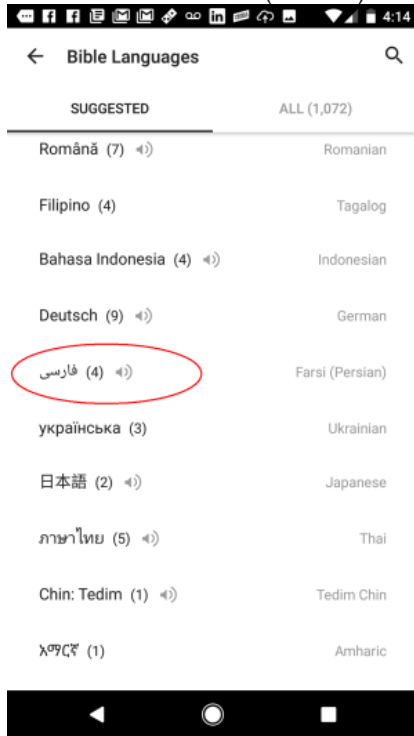 4:14
Bible Languages
SUGGESTED ALL (1,072)
Română (7) Romanian
Filipino (4) Tagalog
Bahasa Indonesia (4) Indonesian
Deutsch (9) German
فارسی (4) Farsi (Persian)
українська (3) Ukrainian
日本語 (2) Japanese
ภาษาไทย (5) Thai
Chin: Tedim (1) Tedim Chin
አማርኛ (1) Amharic